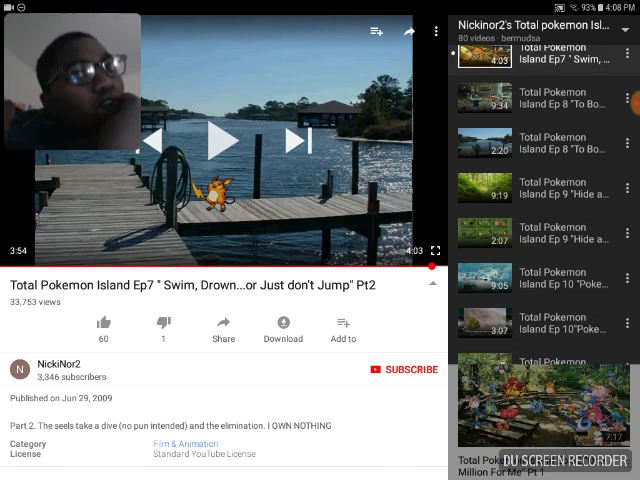 93% 4:08 PM
3:54
4:03
Total Pokemon Island Ep7 " Swim, Drown...or Just don't Jump" Pt2
33,753 views
60
1
Share
Download
Add to
N
NickiNor2
3,346 subscribers
SUBSCRIBE
Published on Jun 29, 2009
Part 2. The seels take a dive (no pun intended) and the elimination. I OWN NOTHING
Category
Film & Animation
License
Standard YouTube License
Nickinor2's Total pokemon Isl...
80 videos - bermudsa
4:03
Total Pokemon
Island Ep7 " Swim, ...
9:34
Total Pokemon
Island Ep 8 "To Bo...
2:20
Total Pokemon
Island Ep 8 "To Bo...
9:19
Total Pokemon
Island Ep 9 "Hide a...
2:07
Total Pokemon
Island Ep 9 "Hide a...
9:05
Total Pokemon
Island Ep 10 "Poke...
3:07
Total Pokemon
Island Ep 10"Poke...
Total Pokemon
7:17
Million For Me" Pt 1
DU SCREEN RECORDER